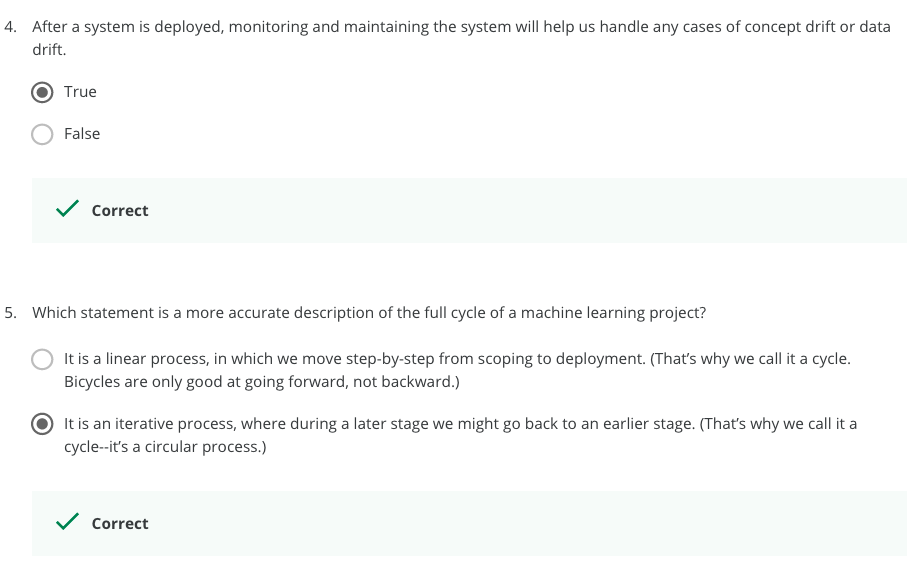 4. After a system is deployed, monitoring and maintaining the system will help us handle any cases of concept drift or data
drift.
True
False
Correct
5. Which statement is a more accurate description of the full cycle of a machine learning project?
It is a linear process, in which we move step-by-step from scoping to deployment. (That’s why we call it a cycle.
Bicycles are only good at going forward, not backward.)
It is an iterative process, where during a later stage we might go back to an earlier stage. (That’s why we call it a
cycle--it’s a circular process.)
Correct